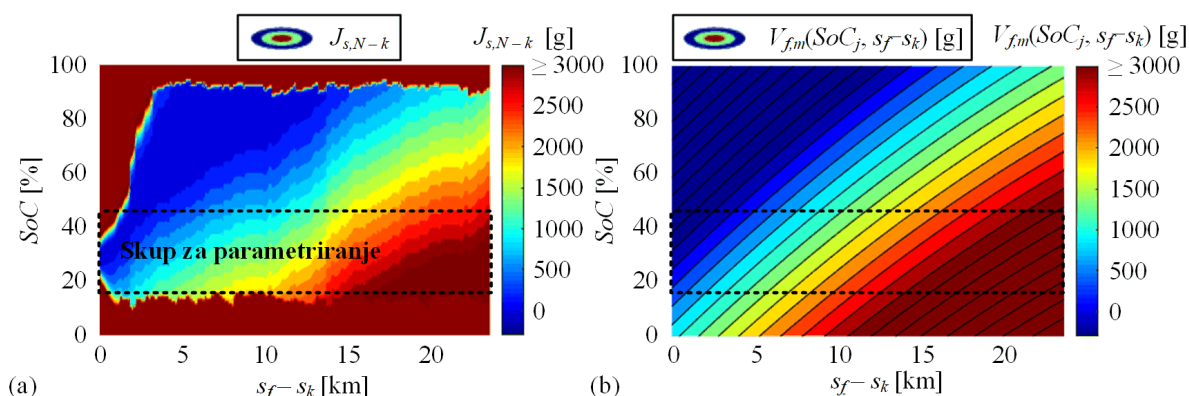 J_{s,N−k} J_{s,N−k} [g]
≥ 3000
2500
2000
1500
1000
500
0
100
80
60
40
20
0
SoC [%]
Skup za parametriranje
0 5 10 15 20
s_f − s_k [km]
(a)
V_{f,m}(SoC_j, s_f−s_k) [g] V_{f,m}(SoC_j, s_f−s_k) [g]
≥ 3000
2500
2000
1500
1000
500
0
100
80
60
40
20
0
SoC [%]
0 5 10 15 20
s_f − s_k [km]
(b)